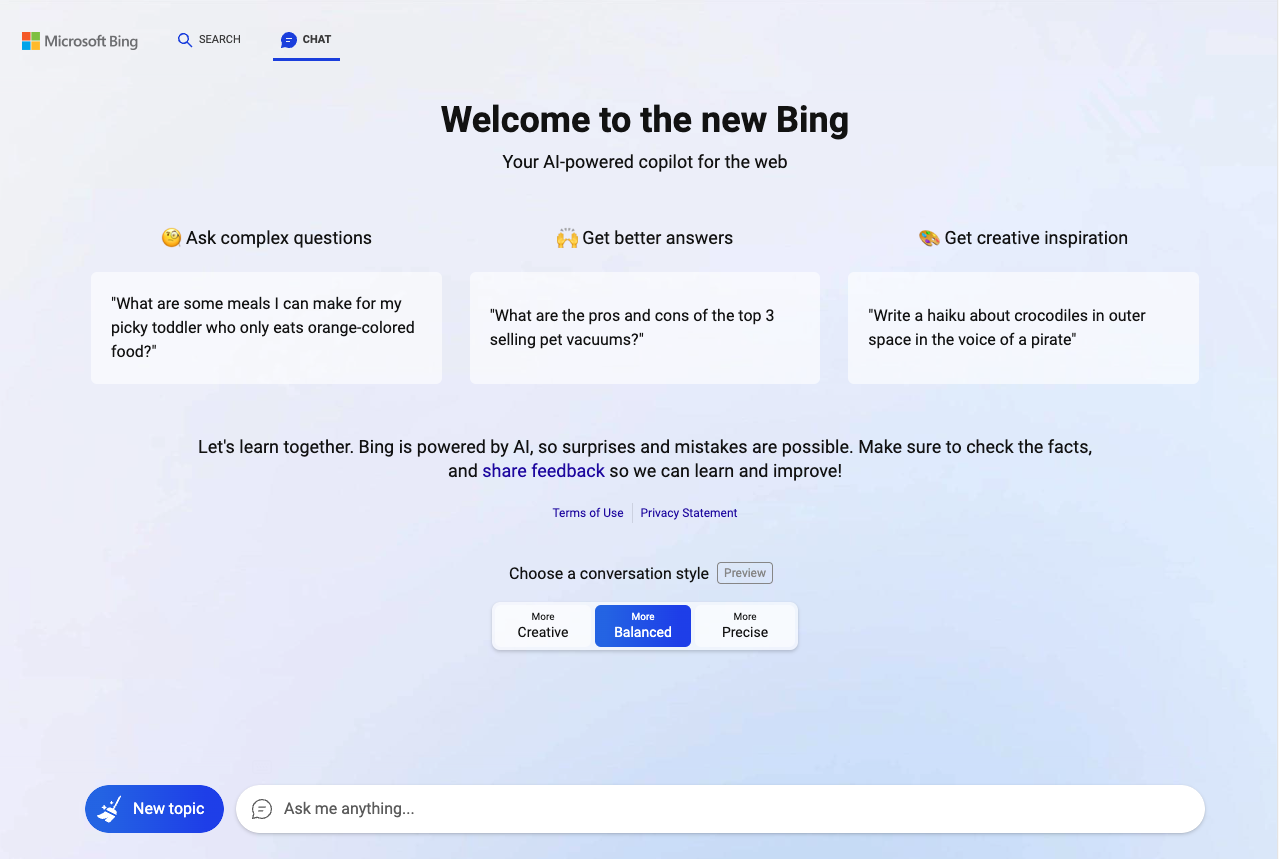 Microsoft Bing
SEARCH
CHAT
Welcome to the new Bing
Your AI-powered copilot for the web
🧐 Ask complex questions
"What are some meals I can make for my
picky toddler who only eats orange-colored
food?"
🙌 Get better answers
"What are the pros and cons of the top 3
selling pet vacuums?"
🎨 Get creative inspiration
"Write a haiku about crocodiles in outer
space in the voice of a pirate"
Let's learn together. Bing is powered by AI, so surprises and mistakes are possible. Make sure to check the facts,
and share feedback so we can learn and improve!
Terms of Use
Privacy Statement
Choose a conversation style Preview
More
Creative
More
Balanced
More
Precise
New topic
Ask me anything...